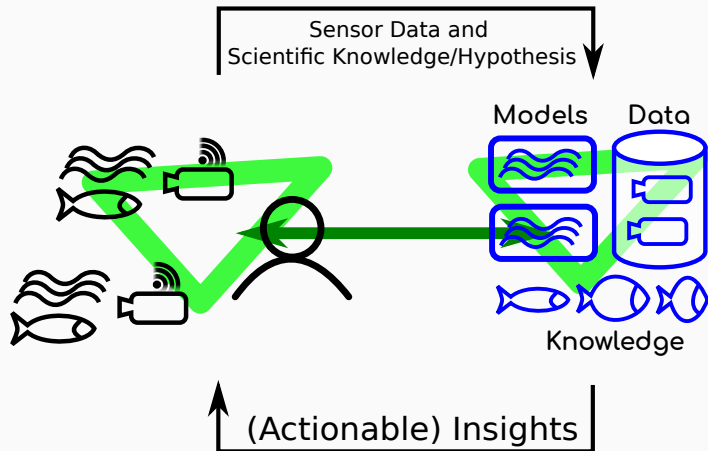 Sensor Data and
Scientific Knowledge/Hypothesis
Models
Data
Knowledge
(Actionable) Insights